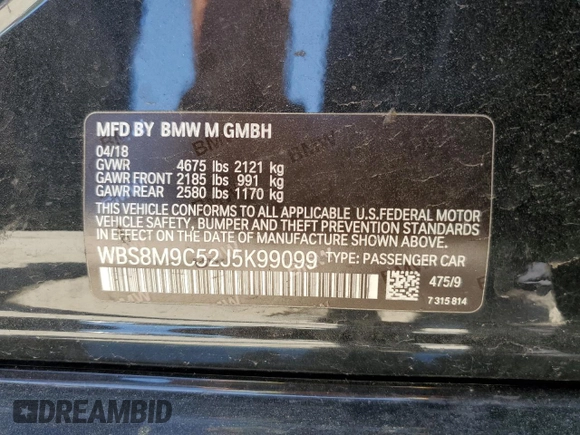 MFD BY BMW M GMBH
04/18
GVWR 4675 lbs 2121 kg
GAWR FRONT 2185 lbs 991 kg
GAWR REAR 2580 lbs 1170 kg
THIS VEHICLE CONFORMS TO ALL APPLICABLE U.S.FEDERAL MOTOR
VEHICLE SAFETY, BUMPER AND THEFT
STANDARDS IN EFFECT ON THE DATE OF MANUFACTURE SHOWN
ABOVE.
WBS8M9C52J5K99099 TYPE: PASSENGER CAR
475/9
7 315 814
DREAMBID